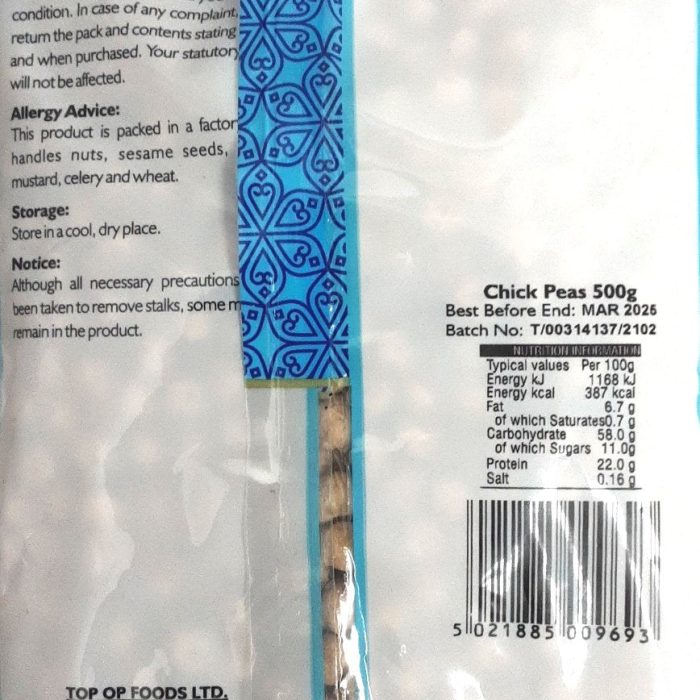 condition. In case of any complaint,
return the pack and contents stating
and when purchased. Your statutory
will not be affected.
Allergy Advice:
This product is packed in a factor
handles nuts, sesame seeds,
mustard, celery and wheat.
Storage:
Store in a cool, dry place.
Notice:
Although all necessary precautions
been taken to remove stalks, some m
remain in the product.
TOP OP FOODS LTD.
Chick Peas 500g
Best Before End: MAR 2026
Batch No: T/00314137/2102
NUTRITION INFORMATION
Typical values Per 100g
Energy kJ 1168 kJ
Energy kcal 387 kcal
Fat 6.7 g
of which Saturates 0.7 g
Carbohydrate 58.0 g
of which Sugars 11.0g
Protein 22.0 g
Salt 0.16 g
5 021885 009693